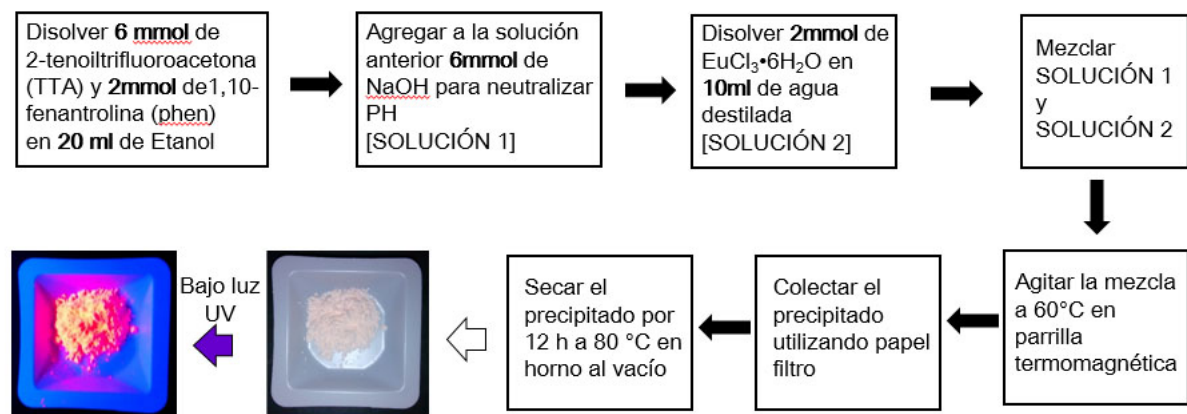 Disolver 6 mmol de
2-tenoiltrifluoroacetona
(TTA) y 2mmol de1,10-
fenantrolina (phen)
en 20 ml de Etanol
Agregar a la solución
anterior 6mmol de
NaOH para neutralizar
PH
[SOLUCIÓN 1]
Disolver 2mmol de
EuCl₃•6H₂O en
10ml de agua
destilada
[SOLUCIÓN 2]
Mezclar
SOLUCIÓN 1
y
SOLUCIÓN 2
Agitar la mezcla
a 60°C en
parrilla
termomagnética
Colectar el
precipitado
utilizando papel
filtro
Secar el
precipitado por
12 h a 80 °C en
horno al vacío
Bajo luz
UV